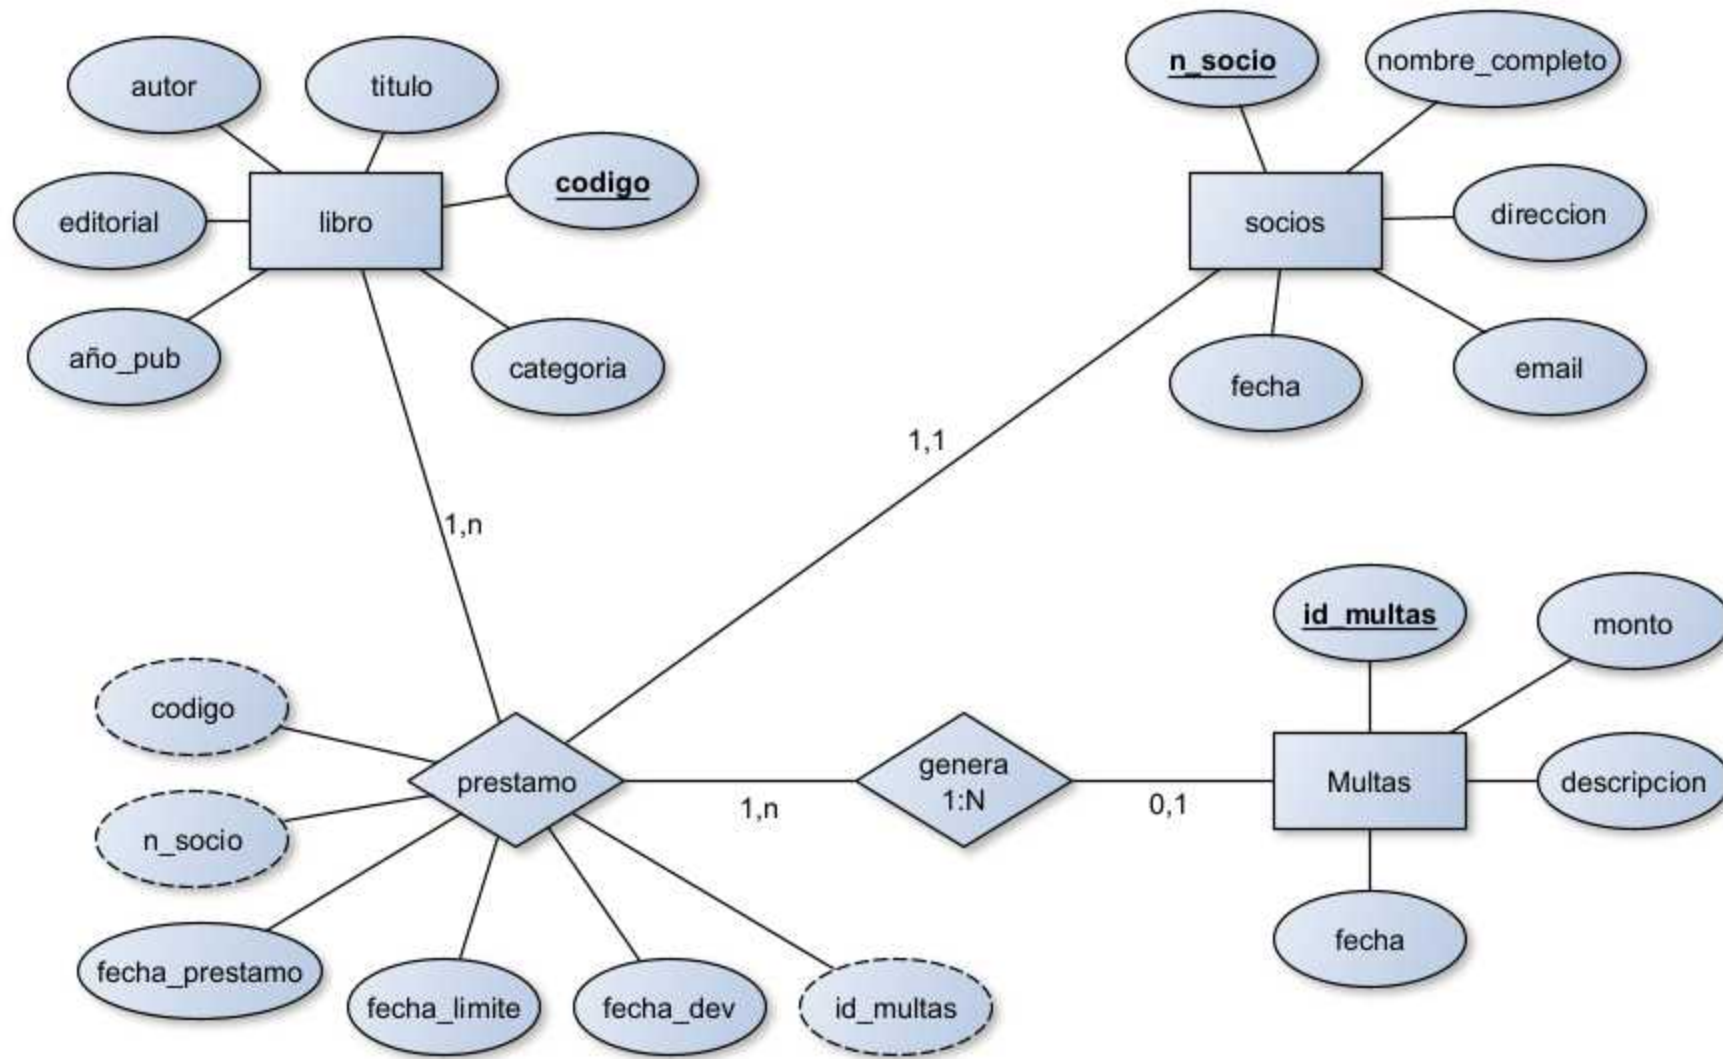 autor
titulo
codigo
editorial
libro
año_pub
categoria
n_socio
nombre_completo
socios
direccion
fecha
email
1,1
1,n
codigo
n_socio
prestamo
fecha_prestamo
fecha_limite
fecha_dev
id_multas
1,n
genera
1:N
0,1
id_multas
monto
Multas
descripcion
fecha